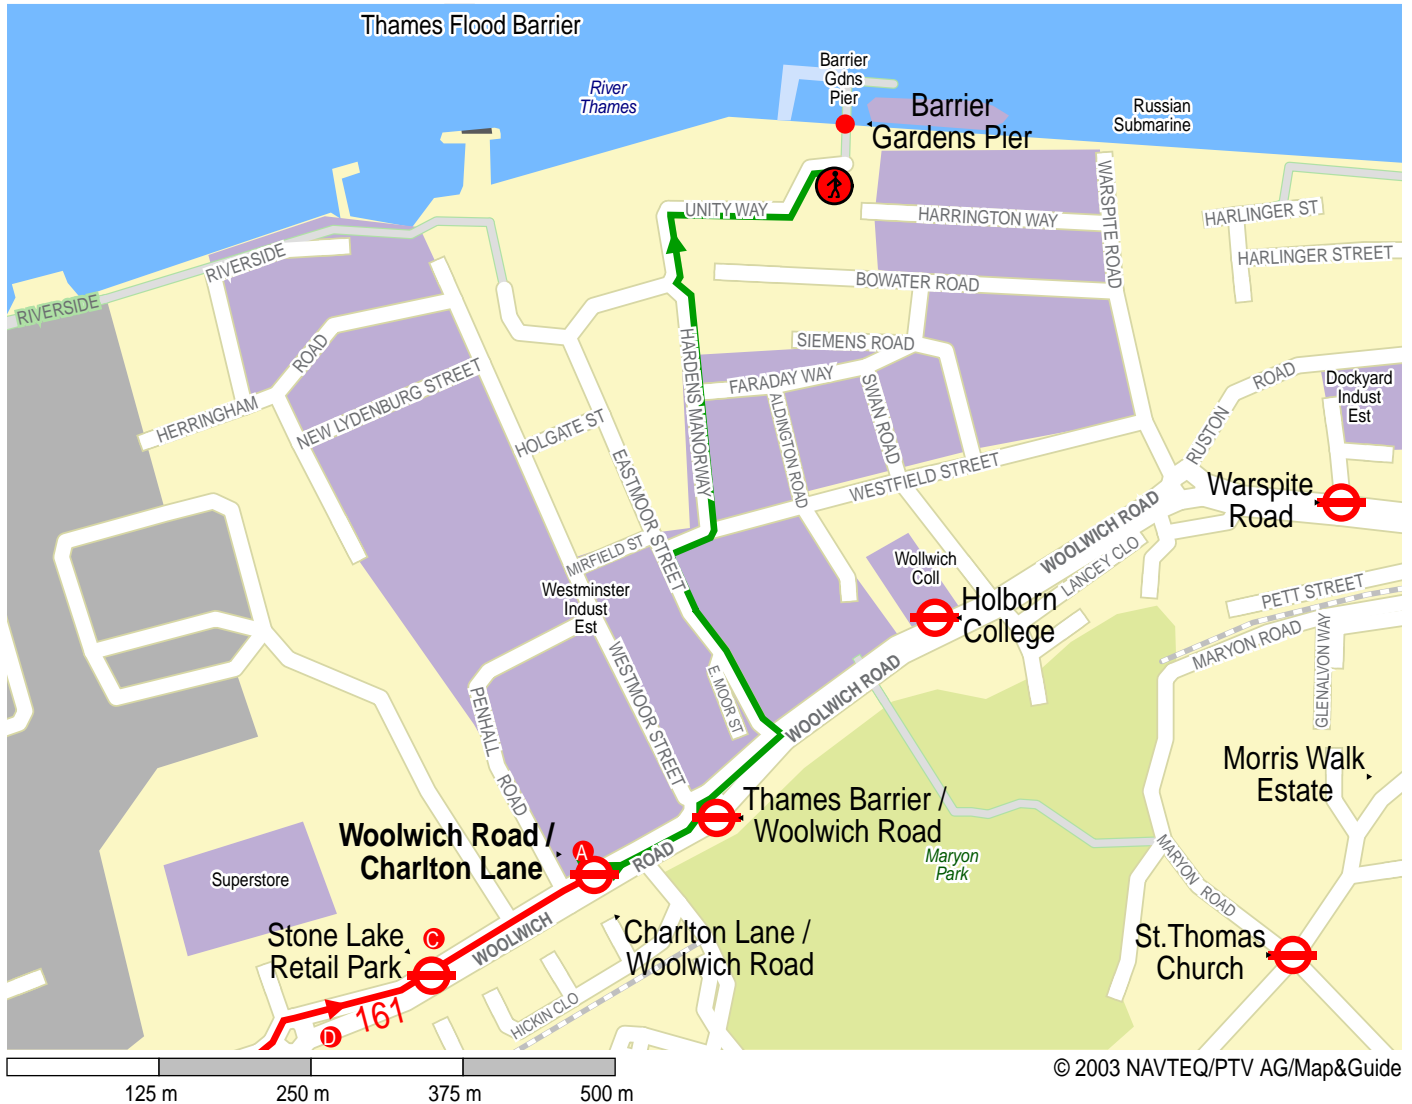 Thames Flood Barrier
River
Thames
Barrier
Gdns
Pier
Barrier
Gardens Pier
Russian
Submarine
WARSPITE ROAD
UNITY WAY
HARRINGTON WAY
HARLINGER ST
HARLINGER STREET
RIVERSIDE
RIVERSIDE
BOWATER ROAD
SIEMENS ROAD
HARDENS MANORWAY
FARADAY WAY
ALDINGTON ROAD
SWAN ROAD
ROAD
NEW LYDENBURG STREET
HERRINGHAM
HOLGATE ST
EASTMOOR STREET
WESTFIELD STREET
RUSTON
ROAD
Dockyard
Indust
Est
Warspite
Road
WOOLWICH ROAD
LANCEY CLO
MIRFIELD ST
Westminster
Indust
Est
Wollwich
Coll
Holborn
College
PETT STREET
MARYON ROAD
GLENALVON WAY
PENHALL
ROAD
WESTMOOR STREET
E. MOOR ST
WOOLWICH ROAD
Morris Walk
Estate
Thames Barrier /
Woolwich Road
Woolwich Road /
Charlton Lane
A
ROAD
Maryon
Park
MARYON
ROAD
Superstore
Stone Lake
Retail Park
C
WOOLWICH
Charlton Lane /
Woolwich Road
St.Thomas
Church
HICKIN CLO
161
D
125 m
250 m
375 m
500 m
© 2003 NAVTEQ/PTV AG/Map&Guide